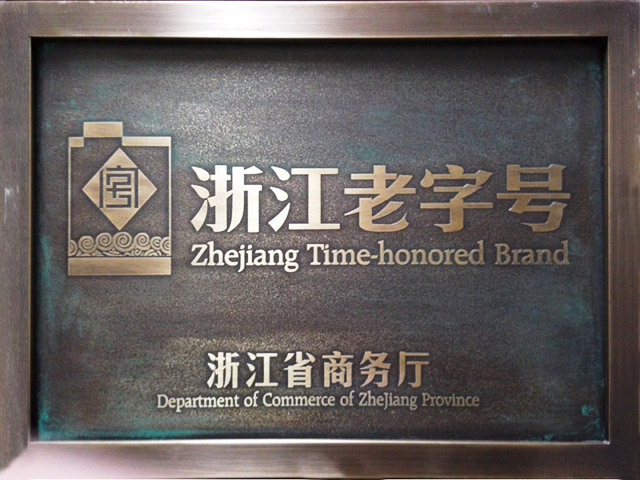 浙江老字号
Zhejiang Time-honored Brand
浙江省商务厅
Department of Commerce of ZheJiang Province